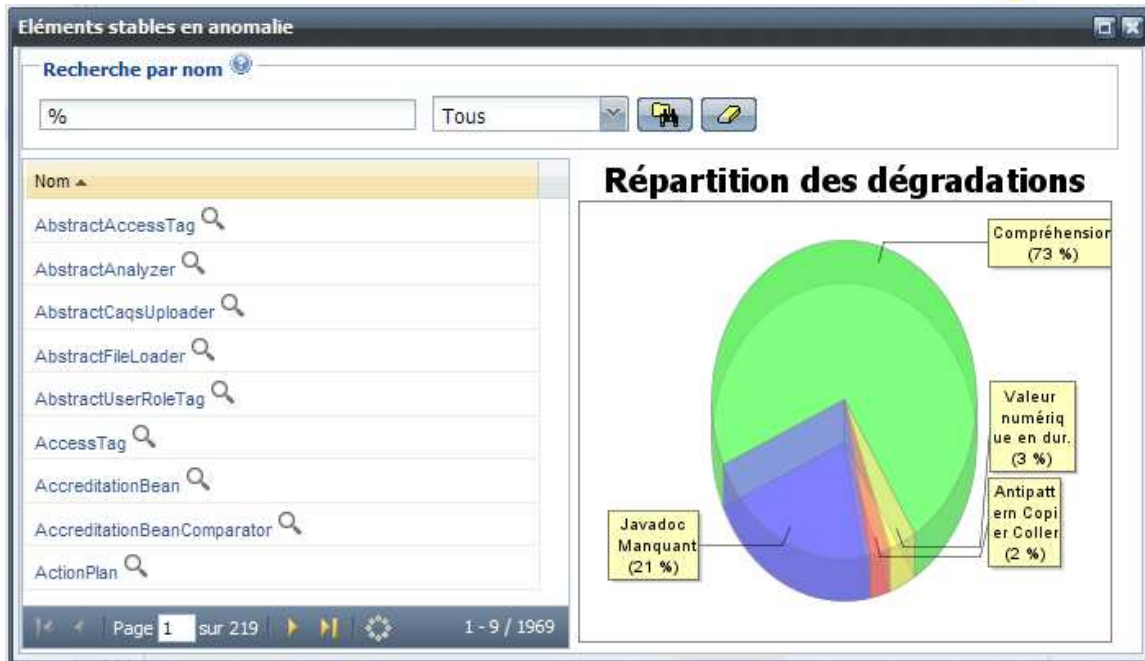 Eléments stables en anomalie
Recherche par nom
%
Tous
Nom
AbstractAccessTag
AbstractAnalyzer
AbstractCaqsUploader
AbstractFileLoader
AbstractUserRoleTag
AccessTag
AccreditationBean
AccreditationBeanComparator
ActionPlan
Page 1 sur 219
1 - 9 / 1969
Répartition des dégradations
Compréhension
(73 %)
Valeur
numériq
ue en dur.
(3 %)
Antipatt
ern Copi
er Coller
(2 %)
Javadoc
Manquant
(21 %)